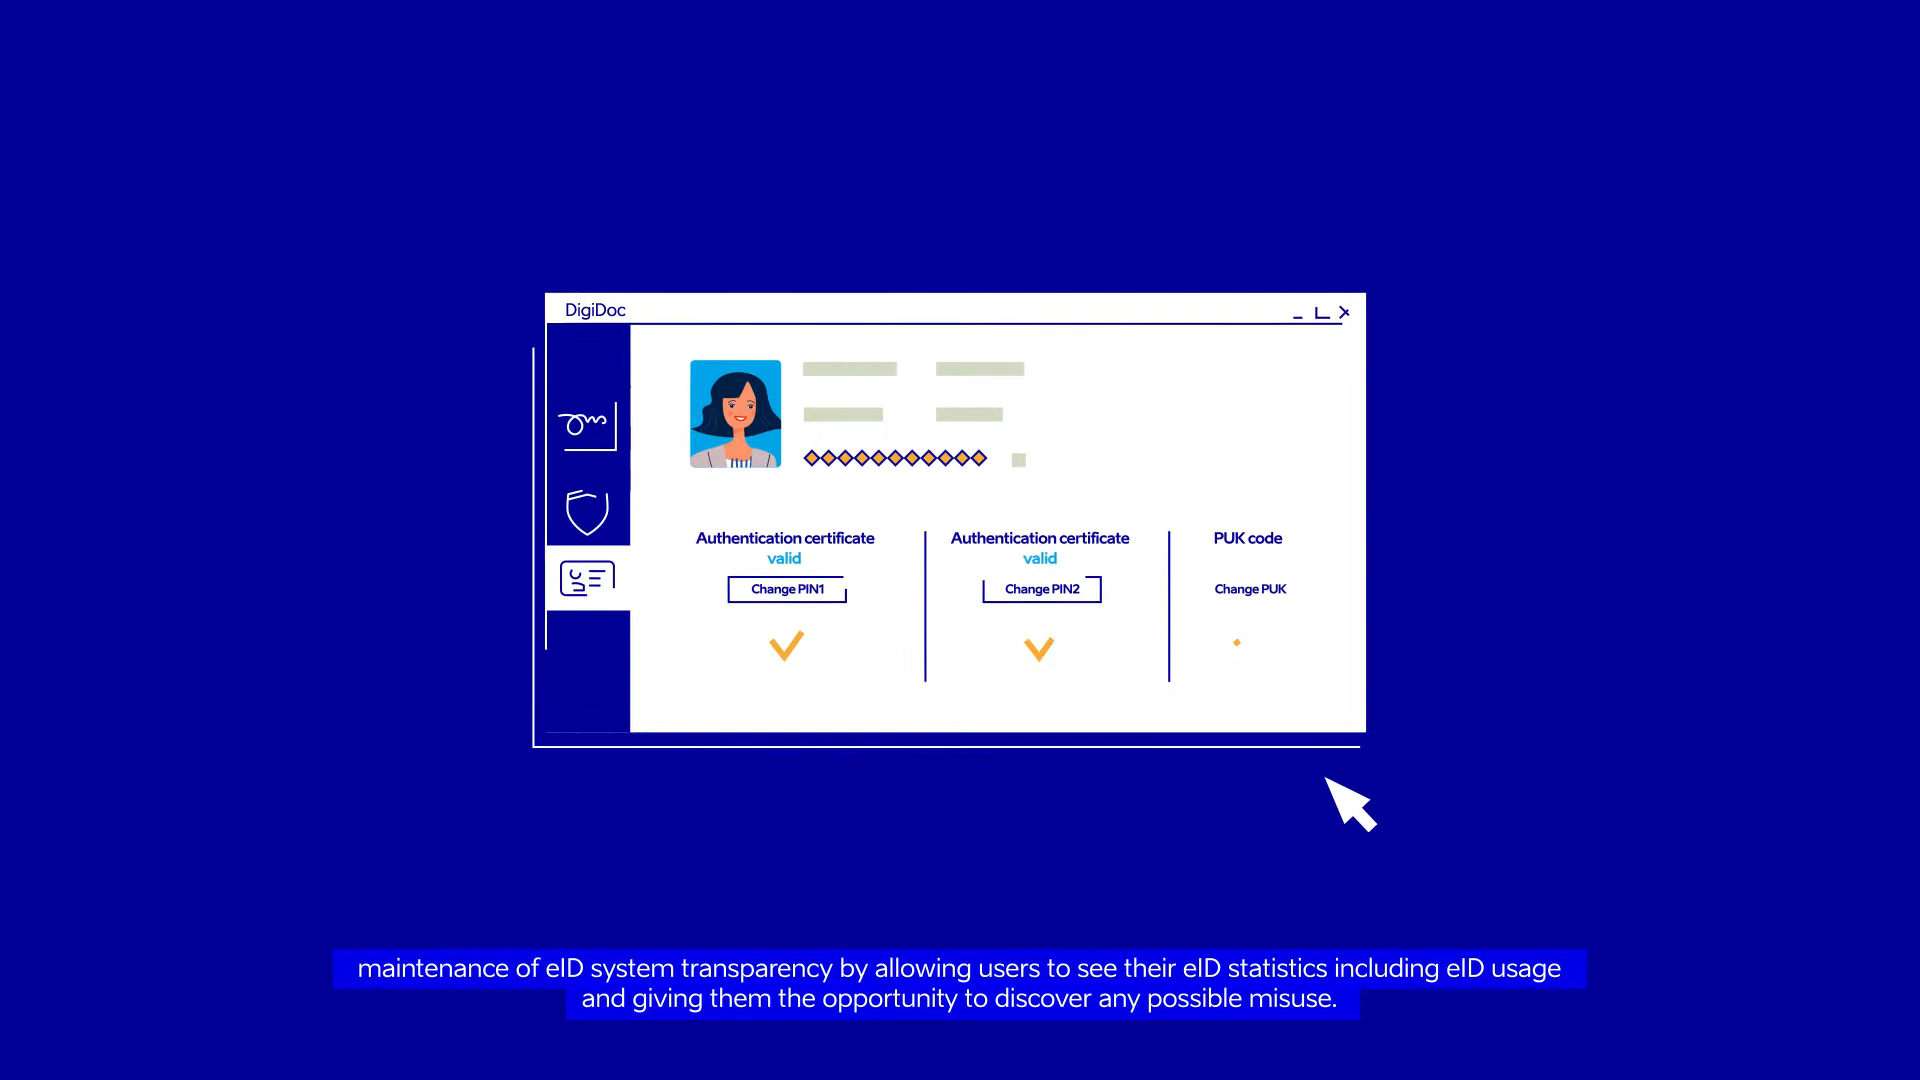 DigiDoc
Authentication certificate
valid
Change PIN1
Authentication certificate
valid
Change PIN2
PUK code
Change PUK
maintenance of eID system transparency by allowing users to see their eID statistics including eID usage
and giving them the opportunity to discover any possible misuse.